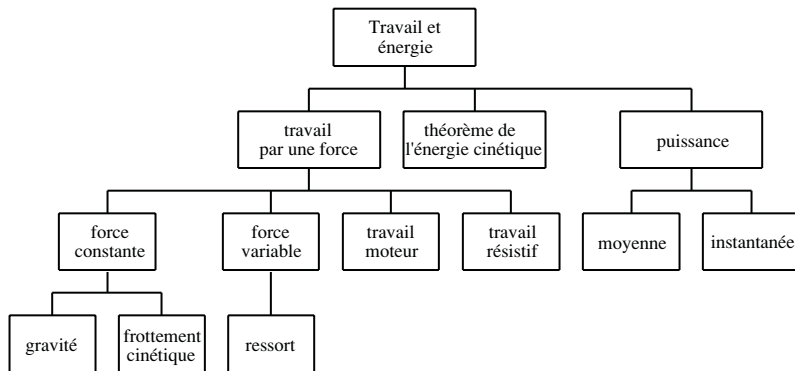 Travail et
énergie
travail
par une force
théorème de
l'énergie cinétique
puissance
force
constante
force
variable
travail
moteur
travail
résistif
moyenne
instantanée
gravité
frottement
cinétique
ressort